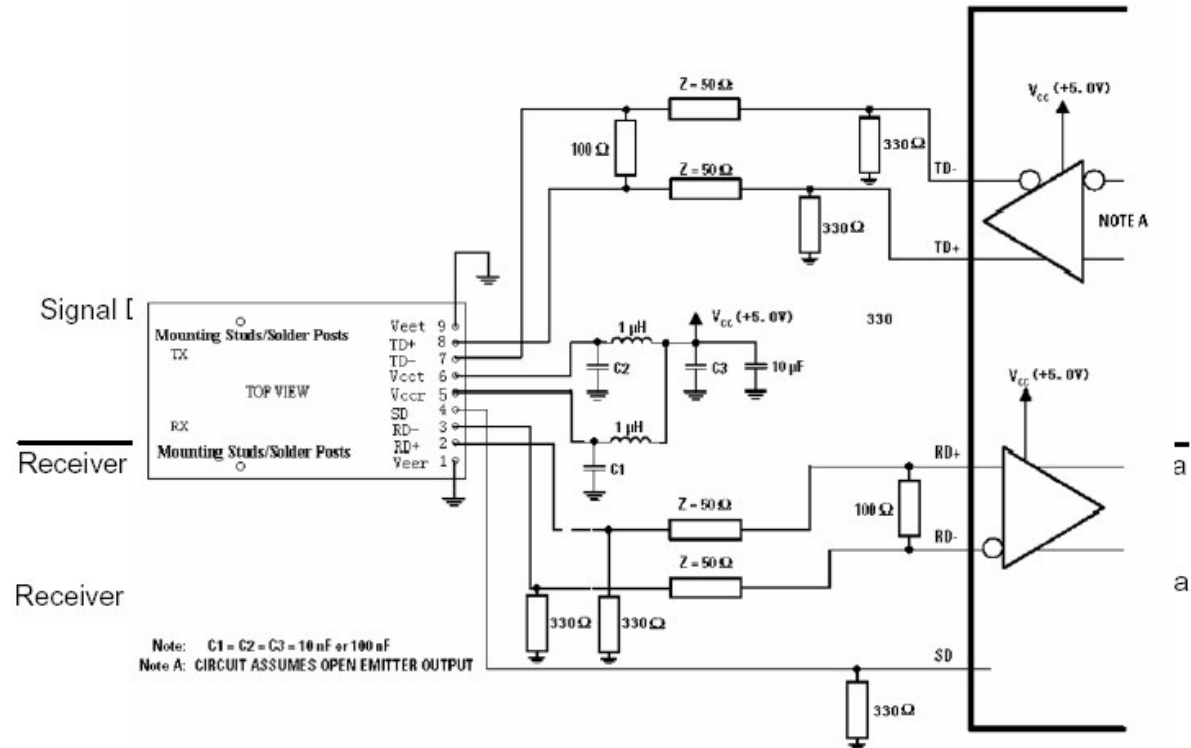 Z = 50 Ω
V_CC (+5.0V)
100 Ω
330 Ω
TD-
Z = 50 Ω
330 Ω
NOTE A
TD+
Signal D
Mounting Studs/Solder Posts
TX
TOP VIEW
RX
Mounting Studs/Solder Posts
Veet 9
TD+ 8
TD- 7
Vcct 6
Vccr 5
SD 4
RD- 3
RD+ 2
Veer 1
1 µH
V_CC (+5.0V)
330
C2
C3
10 µF
1 µH
C1
V_CC (+5.0V)
Receiver
a
RD+
Z = 50 Ω
100 Ω
RD-
Z = 50 Ω
Receiver
a
330 Ω
330 Ω
Note: C1 = C2 = C3 = 10 nF or 100 nF
Note A: CIRCUIT ASSUMES OPEN EMITTER OUTPUT
SD
330 Ω